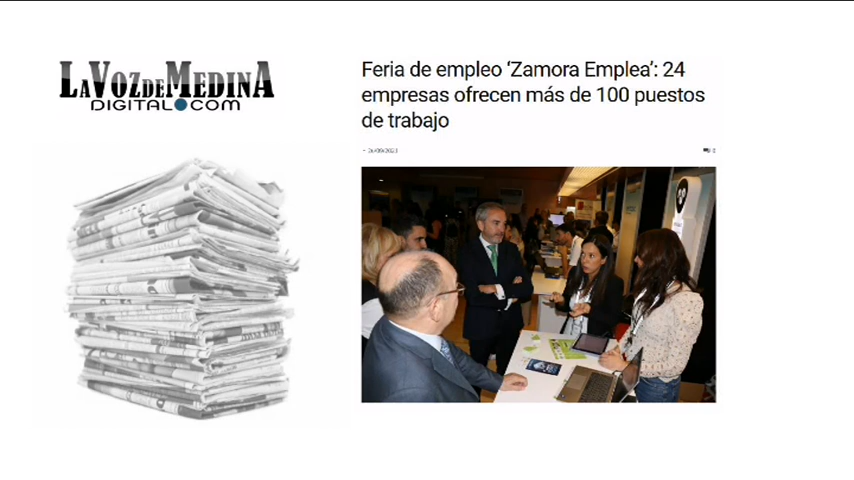 LAVOZDEMEDINA
DIGITAL.COM
Feria de empleo ‘Zamora Emplea’: 24
empresas ofrecen más de 100 puestos
de trabajo